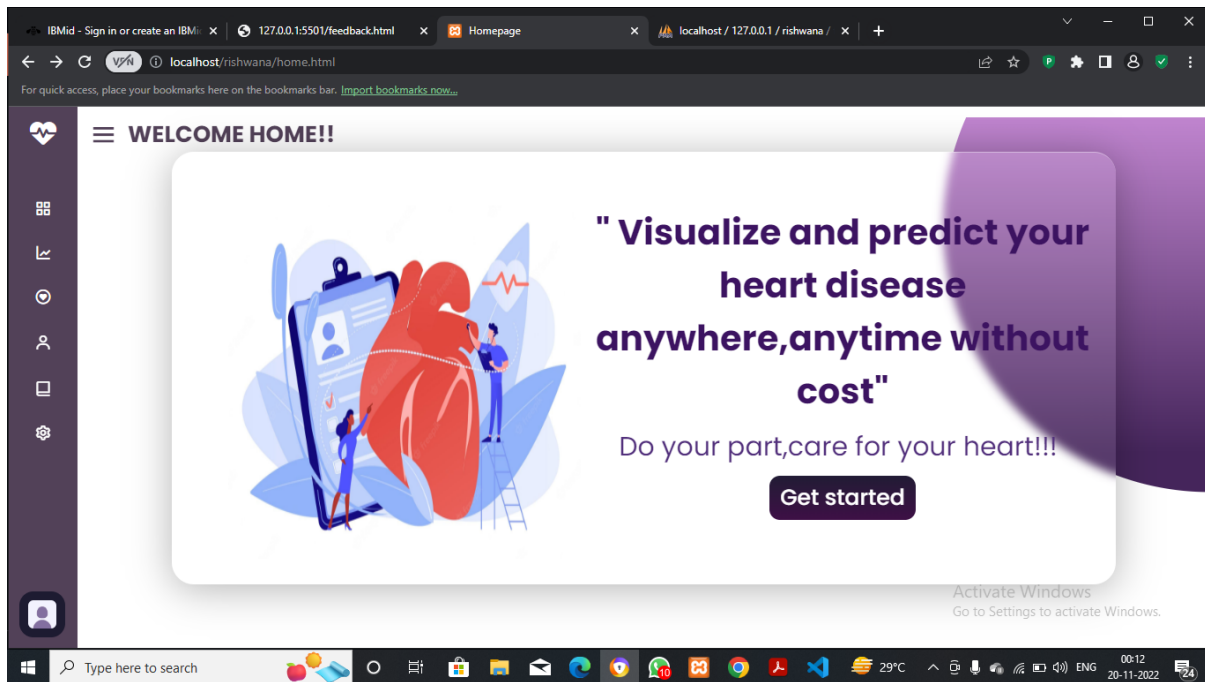 IBMid - Sign in or create an IBMi
127.0.0.1:5501/feedback.html
Homepage
localhost / 127.0.0.1 / rishwana /
VPN
localhost/rishwana/home.html
For quick access, place your bookmarks here on the bookmarks bar. Import bookmarks now...
WELCOME HOME!!
" Visualize and predict your
heart disease
anywhere,anytime without
cost"
Do your part,care for your heart!!!
Get started
Activate Windows
Go to Settings to activate Windows.
Type here to search
10
29°C
ENG
00:12
20-11-2022
24